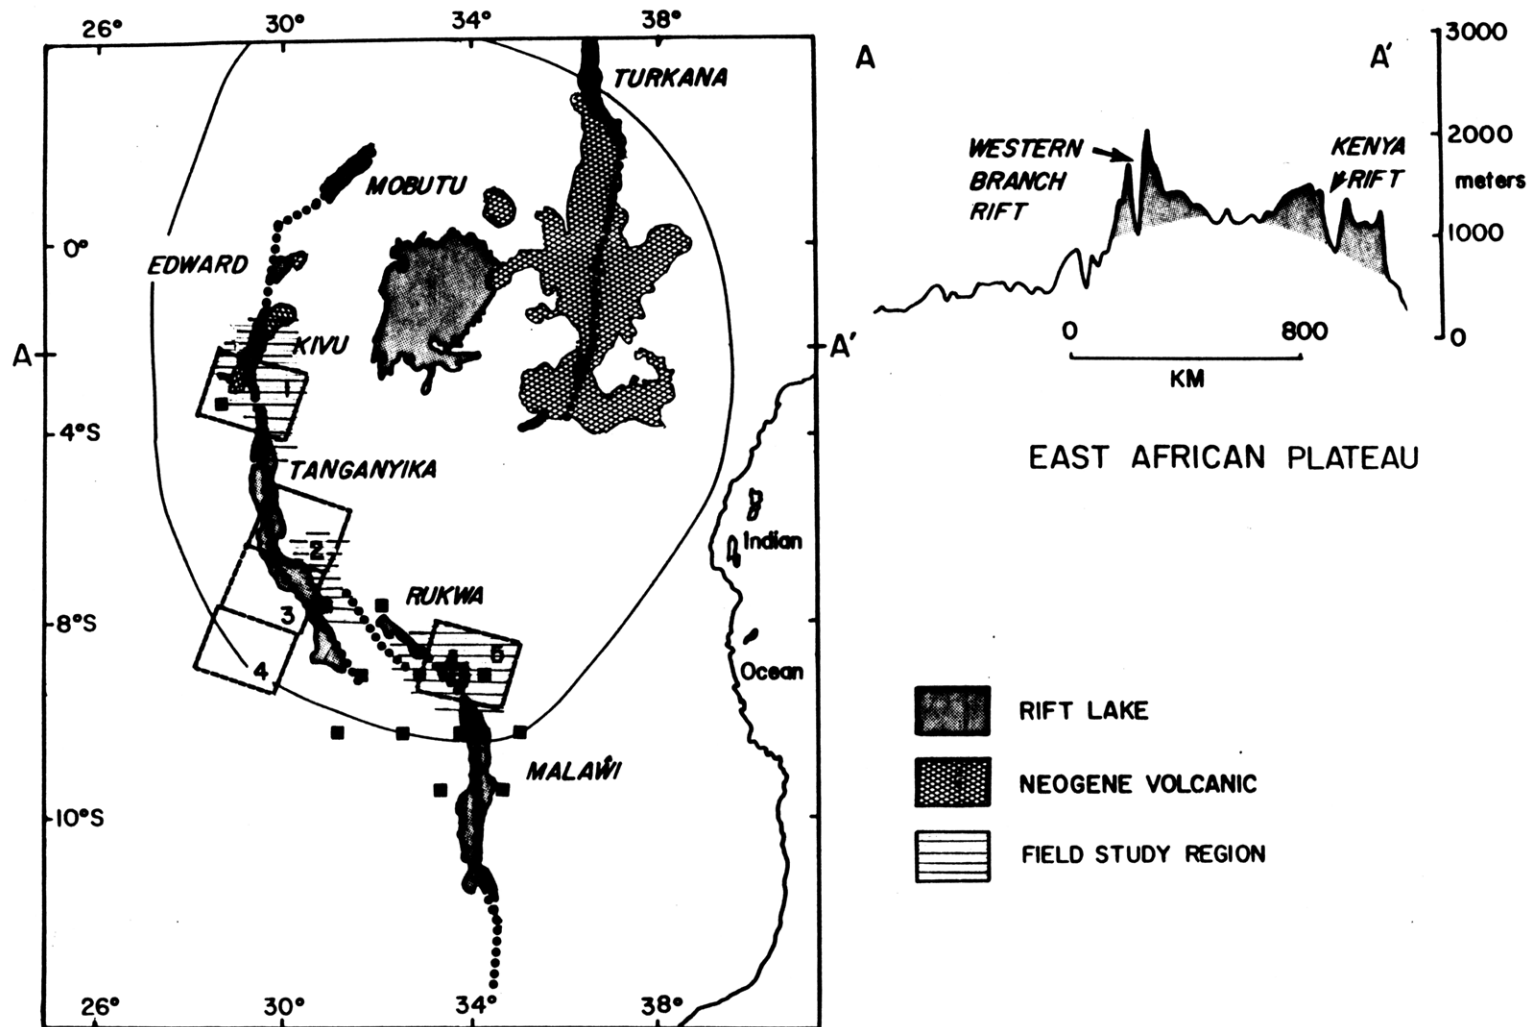 26° 30° 34° 38°
TURKANA
MOBUTU
0°
EDWARD
KIVU
A
A'
1
4°S
TANGANYIKA
2
RUKWA
3
8°S
5
4
MALAWI
10°S
26° 30° 34° 38°
Indian
Ocean
A
A'
3000
WESTERN
BRANCH
RIFT
KENYA
RIFT
2000
meters
1000
0
0 800
KM
EAST AFRICAN PLATEAU
RIFT LAKE
NEOGENE VOLCANIC
FIELD STUDY REGION